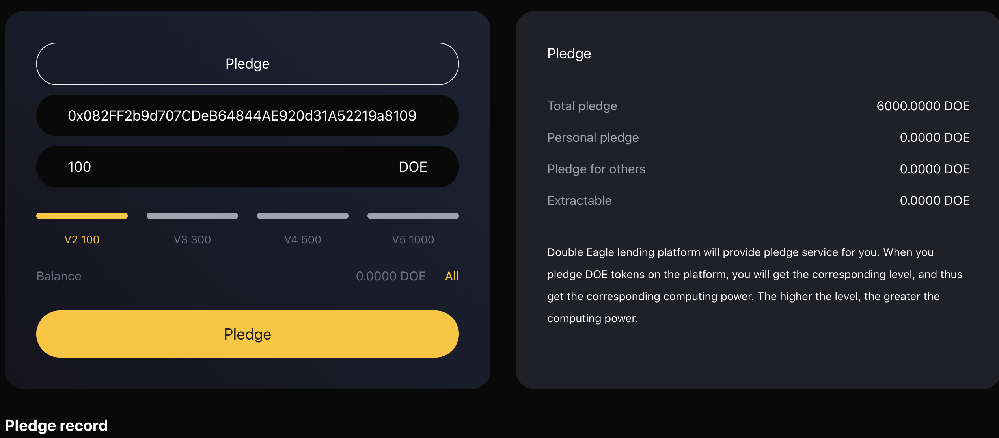 Pledge
0x082FF2b9d707CDeB64844AE920d31A52219a8109
100 DOE
V2 100 V3 300 V4 500 V5 1000
Balance 0.0000 DOE All
Pledge
Pledge
Total pledge 6000.0000 DOE
Personal pledge 0.0000 DOE
Pledge for others 0.0000 DOE
Extractable 0.0000 DOE
Double Eagle lending platform will provide pledge service for you. When you
pledge DOE tokens on the platform, you will get the corresponding level, and thus
get the corresponding computing power. The higher the level, the greater the
computing power.
Pledge record